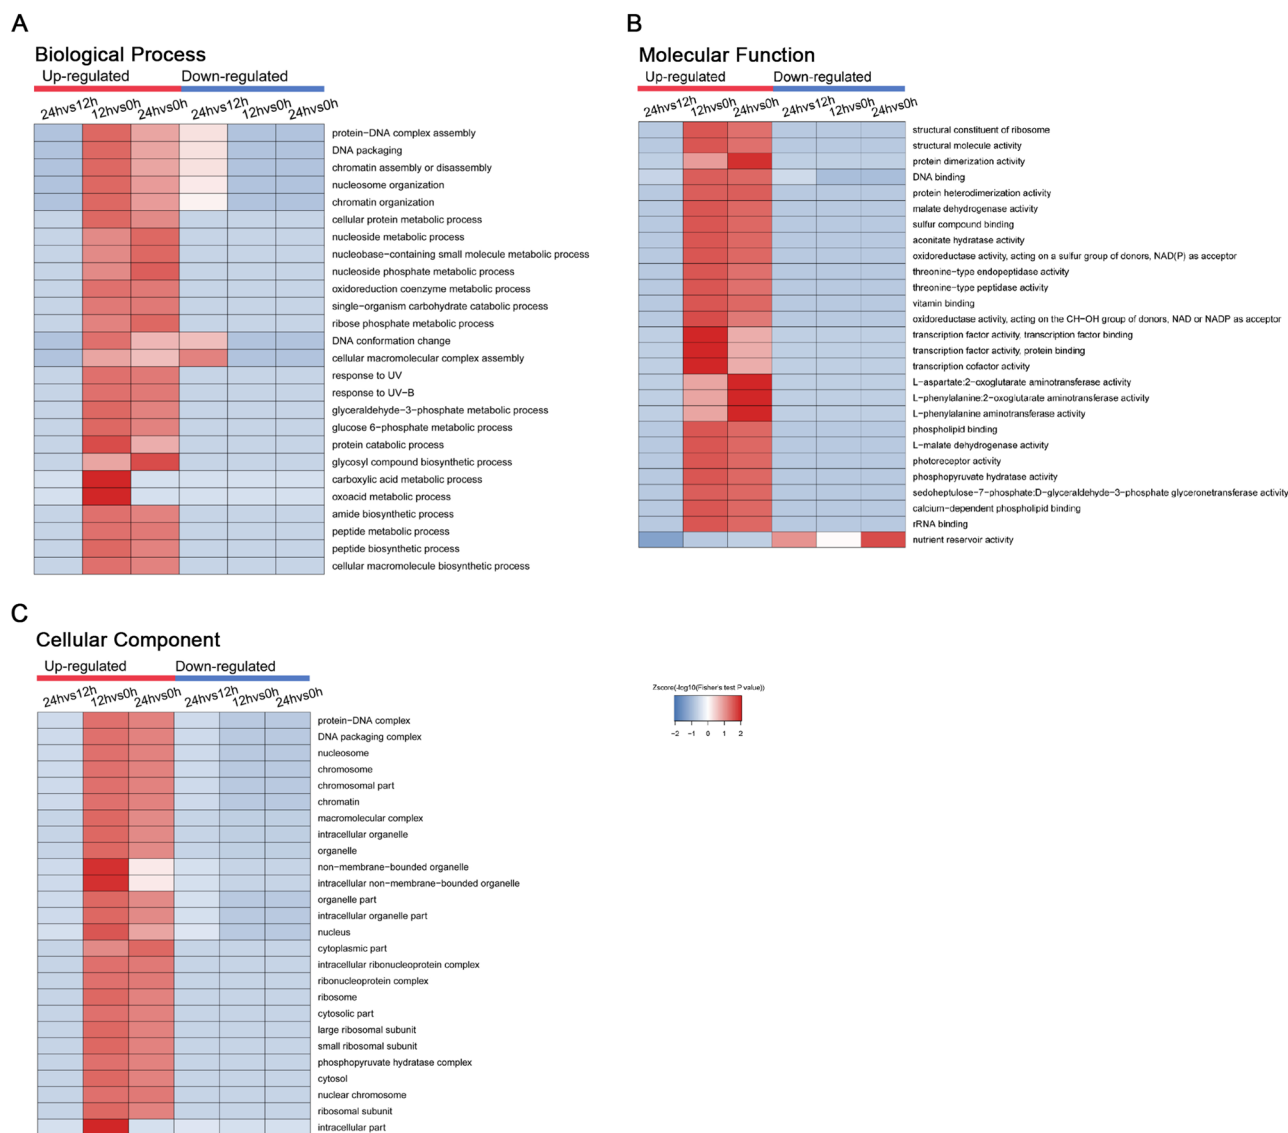 A
Biological Process
Up-regulated Down-regulated
24hvs12h 12hvs0h 24hvs0h 24hvs12h 12hvs0h 24hvs0h
protein−DNA complex assembly
DNA packaging
chromatin assembly or disassembly
nucleosome organization
chromatin organization
cellular protein metabolic process
nucleoside metabolic process
nucleobase−containing small molecule metabolic process
nucleoside phosphate metabolic process
oxidoreduction coenzyme metabolic process
single−organism carbohydrate catabolic process
ribose phosphate metabolic process
DNA conformation change
cellular macromolecular complex assembly
response to UV
response to UV−B
glyceraldehyde−3−phosphate metabolic process
glucose 6−phosphate metabolic process
protein catabolic process
glycosyl compound biosynthetic process
carboxylic acid metabolic process
oxoacid metabolic process
amide biosynthetic process
peptide metabolic process
peptide biosynthetic process
cellular macromolecule biosynthetic process
B
Molecular Function
Up-regulated Down-regulated
24hvs12h 12hvs0h 24hvs0h 24hvs12h 12hvs0h 24hvs0h
structural constituent of ribosome
structural molecule activity
protein dimerization activity
DNA binding
protein heterodimerization activity
malate dehydrogenase activity
sulfur compound binding
aconitate hydratase activity
oxidoreductase activity, acting on a sulfur group of donors, NAD(P) as acceptor
threonine−type endopeptidase activity
threonine−type peptidase activity
vitamin binding
oxidoreductase activity, acting on the CH−OH group of donors, NAD or NADP as acceptor
transcription factor activity, transcription factor binding
transcription factor activity, protein binding
transcription cofactor activity
L−aspartate:2−oxoglutarate aminotransferase activity
L−phenylalanine:2−oxoglutarate aminotransferase activity
L−phenylalanine aminotransferase activity
phospholipid binding
L−malate dehydrogenase activity
photoreceptor activity
phosphopyruvate hydratase activity
sedoheptulose−7−phosphate:D−glyceraldehyde−3−phosphate glyceronetransferase activity
calcium−dependent phospholipid binding
rRNA binding
nutrient reservoir activity
C
Cellular Component
Up-regulated Down-regulated
24hvs12h 12hvs0h 24hvs0h 24hvs12h 12hvs0h 24hvs0h
protein−DNA complex
DNA packaging complex
nucleosome
chromosome
chromosomal part
chromatin
macromolecular complex
intracellular organelle
organelle
non−membrane−bounded organelle
intracellular non−membrane−bounded organelle
organelle part
intracellular organelle part
nucleus
cytoplasmic part
intracellular ribonucleoprotein complex
ribonucleoprotein complex
ribosome
cytosolic part
large ribosomal subunit
small ribosomal subunit
phosphopyruvate hydratase complex
cytosol
nuclear chromosome
ribosomal subunit
intracellular part
Zscore(-log10(Fisher's test P value))
−2 −1 0 1 2